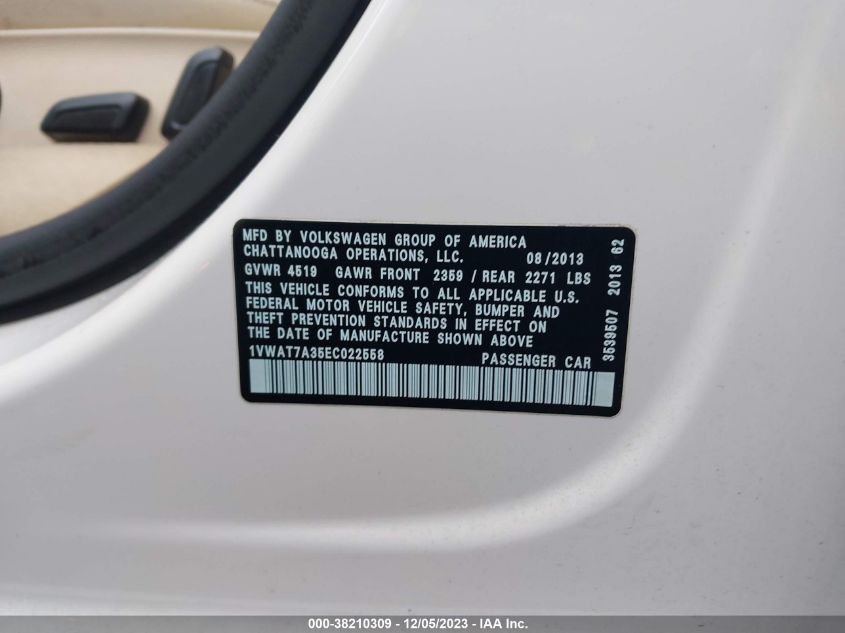 MFD BY VOLKSWAGEN GROUP OF AMERICA
CHATTANOOGA OPERATIONS, LLC. 08/2013
GVWR 4519 GAWR FRONT 2359 / REAR 2271 LBS
THIS VEHICLE CONFORMS TO ALL APPLICABLE U.S.
FEDERAL MOTOR VEHICLE SAFETY, BUMPER AND
THEFT PREVENTION STANDARDS IN EFFECT ON
THE DATE OF MANUFACTURE SHOWN ABOVE
1VWAT7A35EC022558 PASSENGER CAR
3539507 2013 62
000-38210309 - 12/05/2023 - IAA Inc.